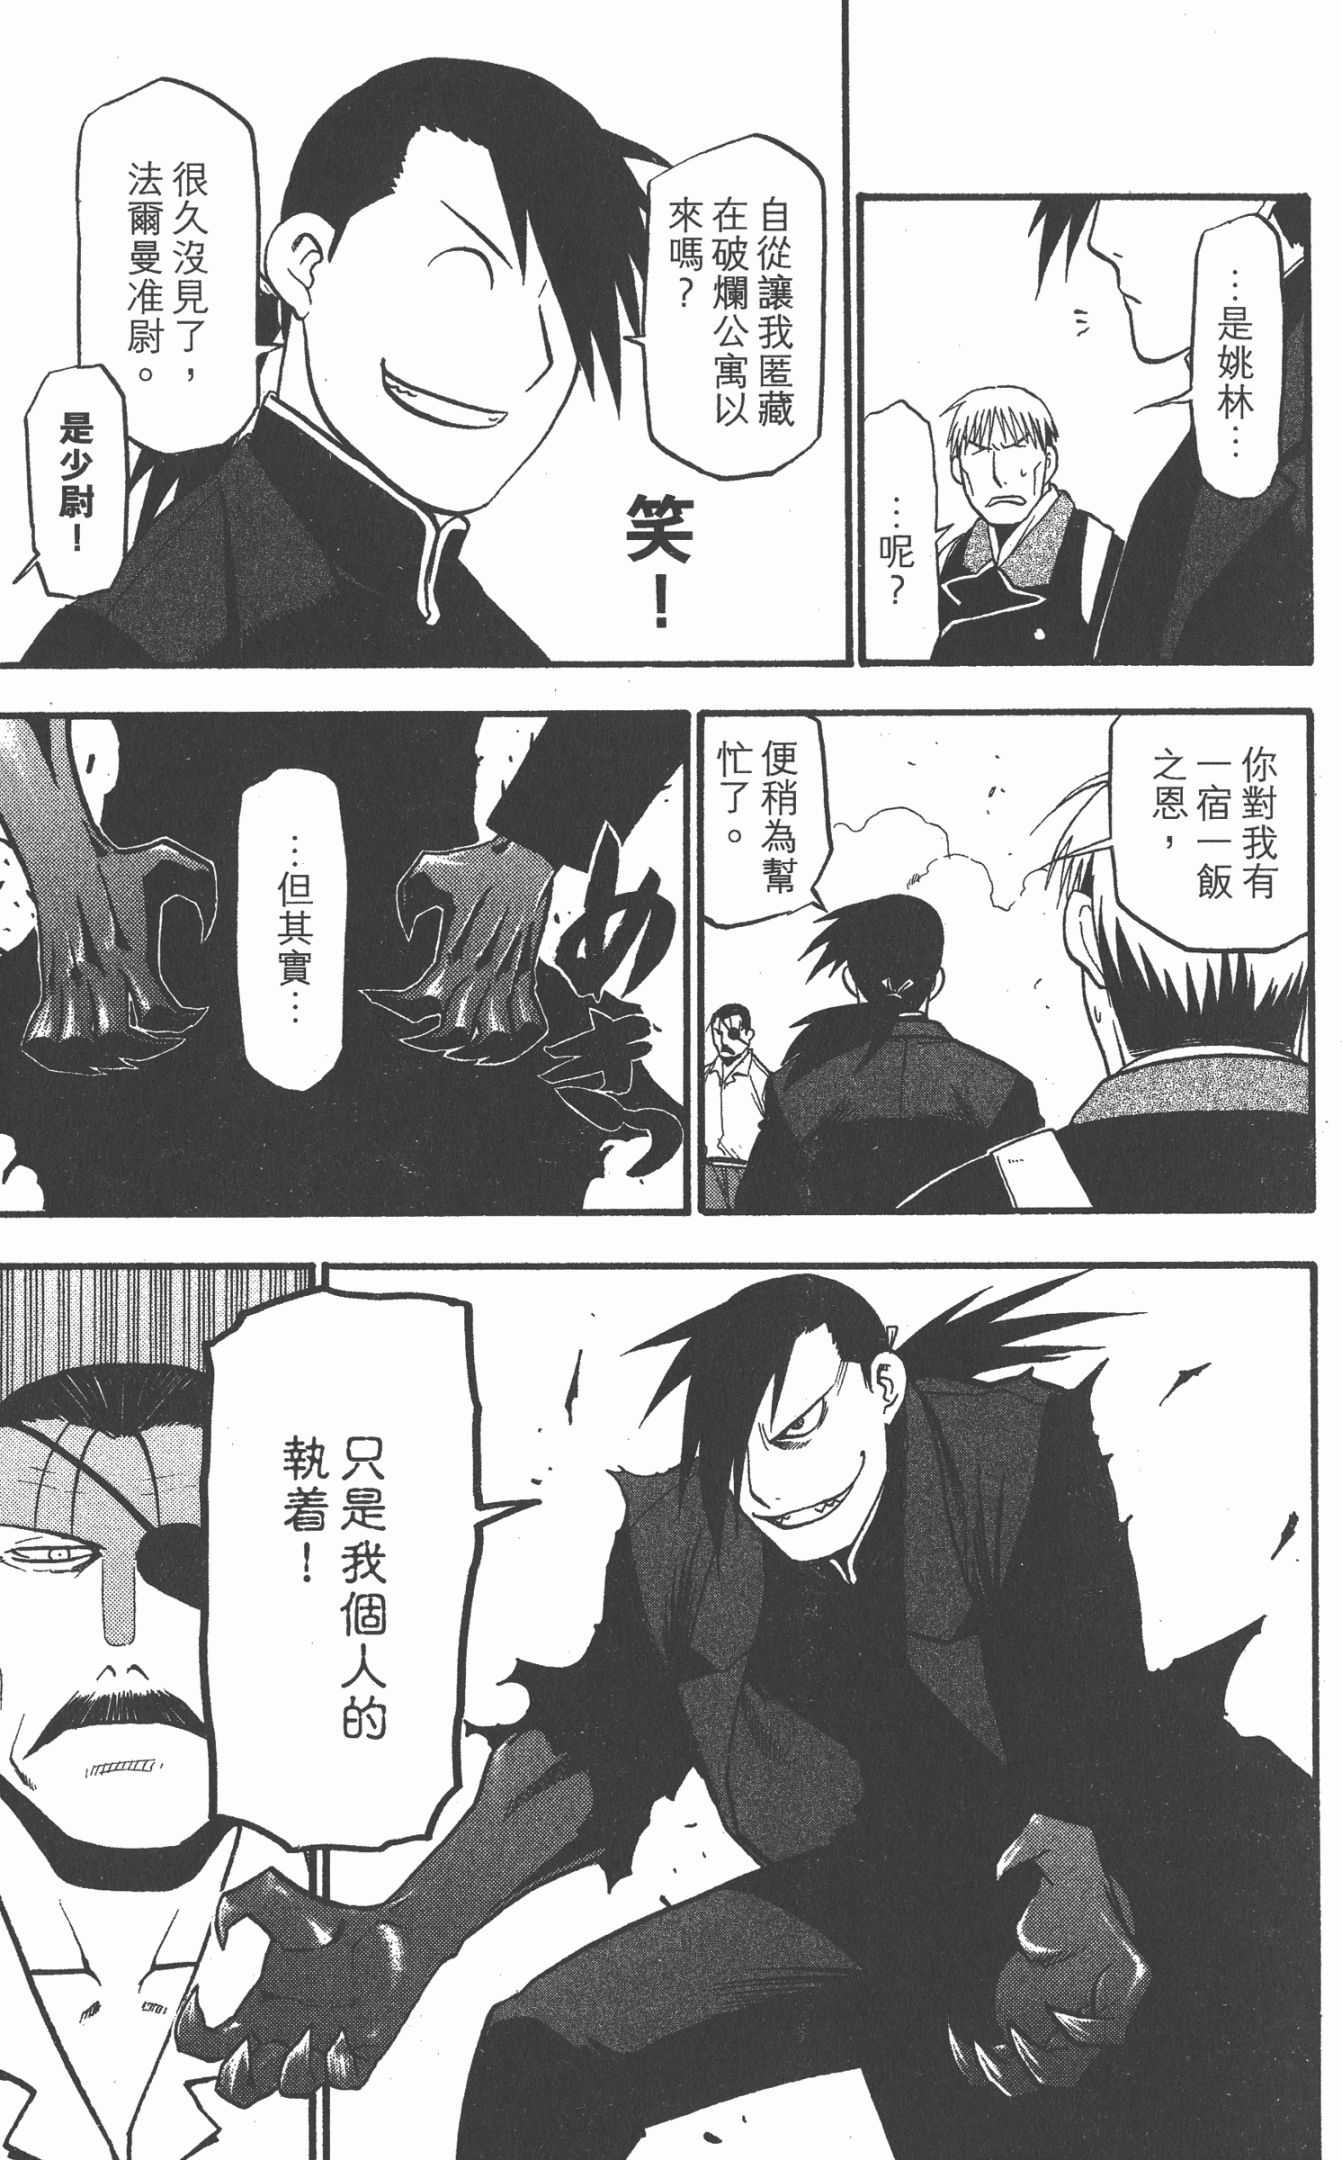 …是姚林…
…呢？
自從讓我匿藏
在破爛公寓以
來嗎？
笑！
很久沒見了，
法爾曼准尉。
是少尉！
你對我有
一宿一飯
之恩，
便稍為幫
忙了。
めきっ
…但其實…
只是我個人的
執着！